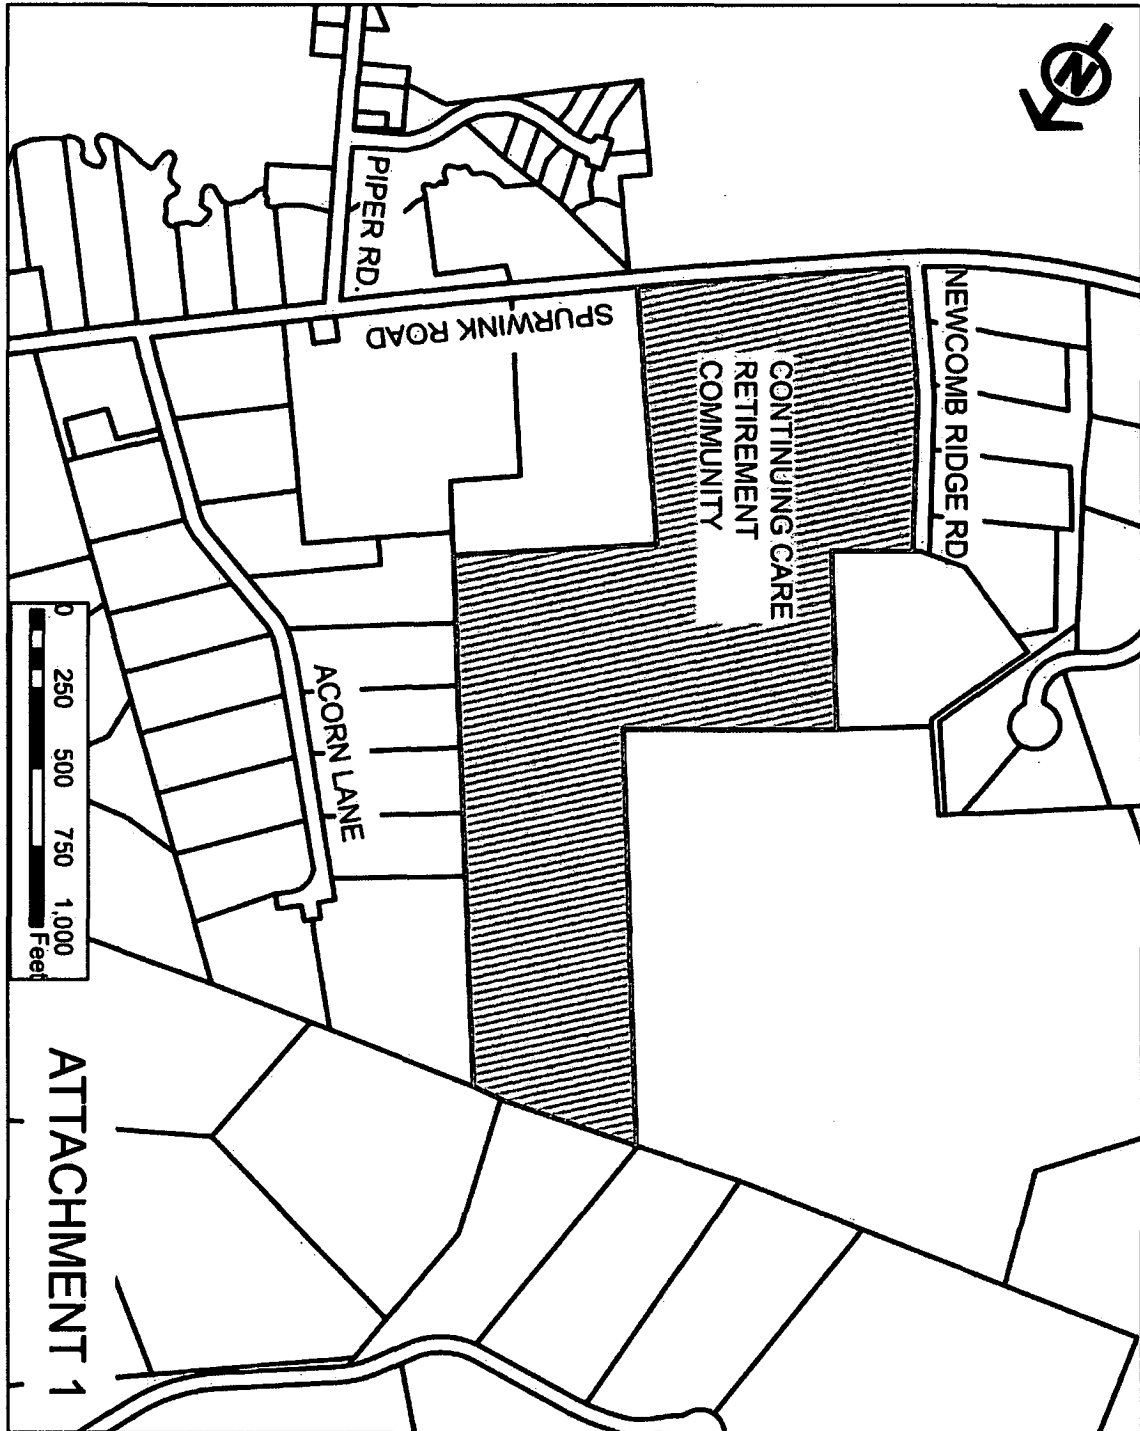 N
PIPER RD.
SPURWINK ROAD
NEWCOMB RIDGE RD
CONTINUING CARE
RETIREMENT
COMMUNITY
ACORN LANE
0 250 500 750 1,000
Feet
ATTACHMENT 1